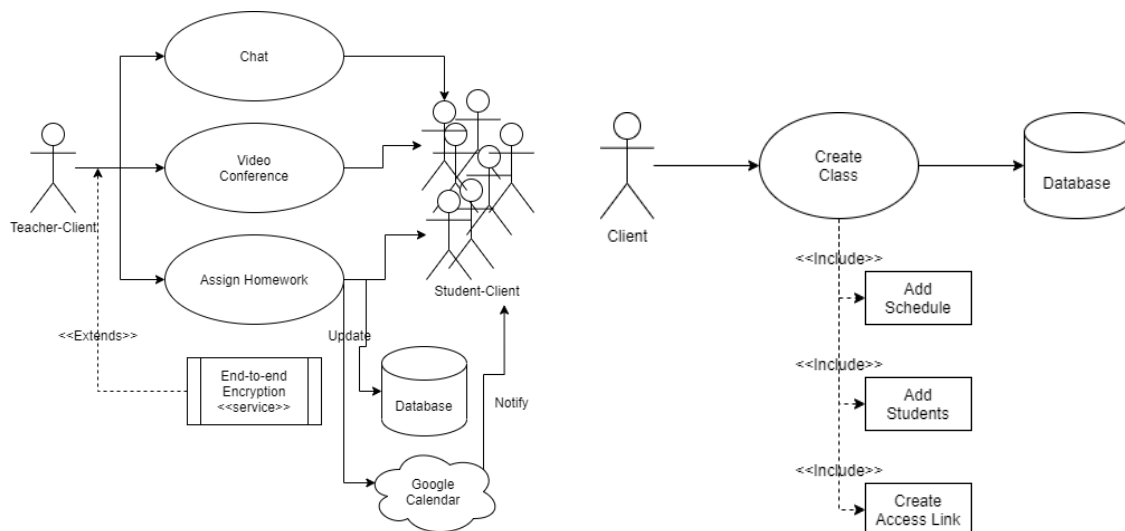 Chat
Video
Conference
Teacher-Client
Assign Homework
Student-Client
<<Extends>>
Update
End-to-end
Encryption
<<service>>
Database
Notify
Google
Calendar
Client
Create
Class
Database
<<Include>>
Add
Schedule
<<Include>>
Add
Students
<<Include>>
Create
Access Link